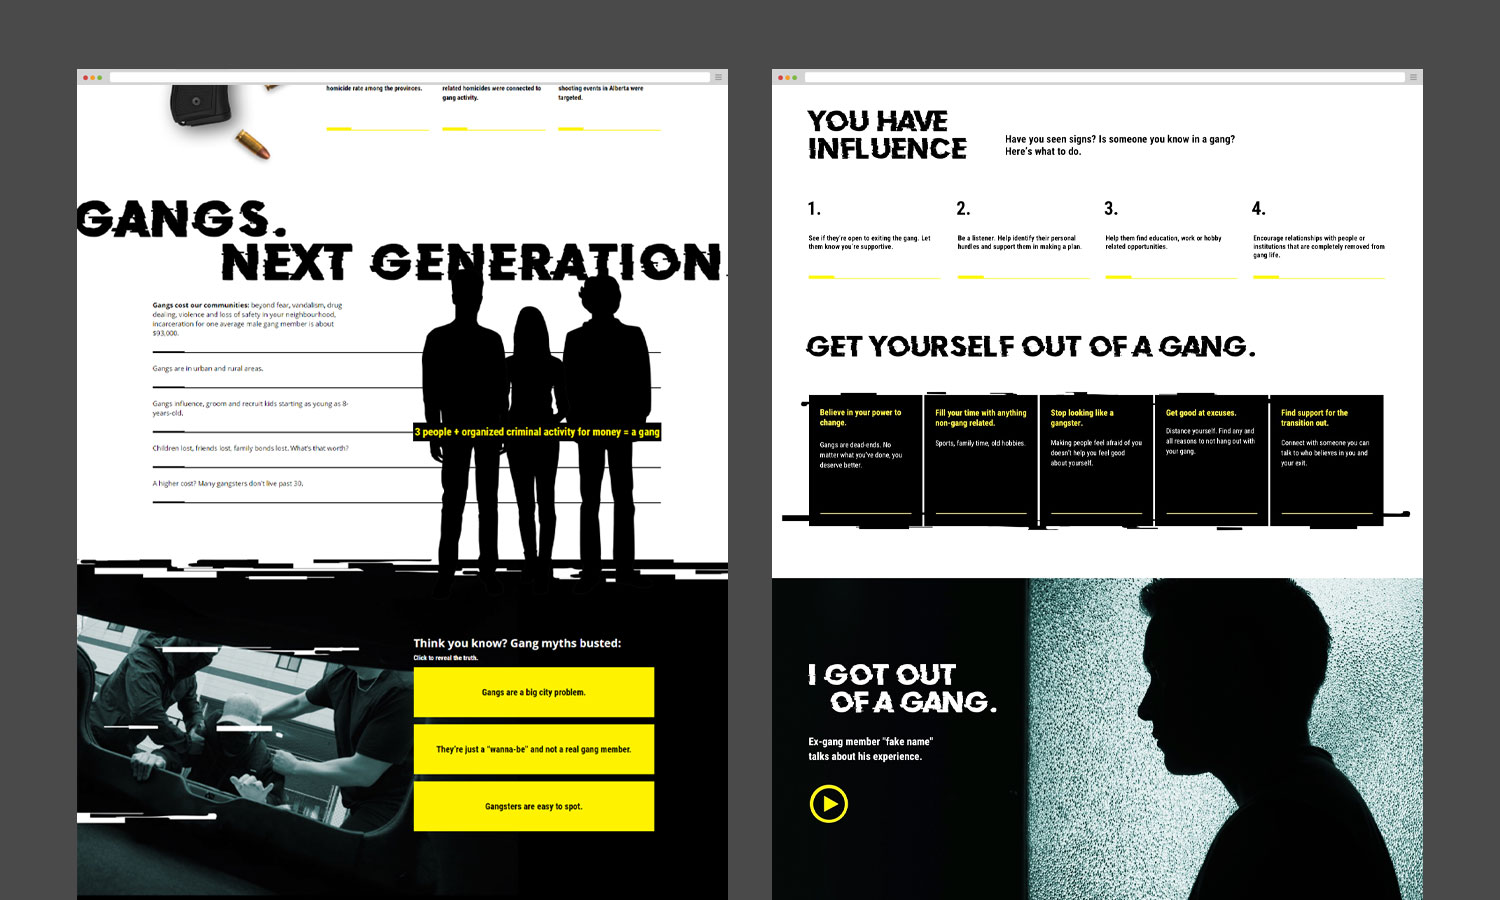 homicide rate among the provinces.
related homicides were connected to
gang activity.
shooting events in Alberta were
targeted.
GANGS.
NEXT GENERATION.
Gangs cost our communities: beyond fear, vandalism, drug
dealing, violence and loss of safety in your neighbourhood,
incarceration for one average male gang member is about
$93,000.
Gangs are in urban and rural areas.
Gangs influence, groom and recruit kids starting as young as 8-
years-old.
Children lost, friends lost, family bonds lost. What's that worth?
A higher cost? Many gangsters don't live past 30.
3 people + organized criminal activity for money = a gang
Think you know? Gang myths busted:
Click to reveal the truth.
Gangs are a big city problem.
They're just a "wanna-be" and not a real gang member.
Gangsters are easy to spot.
YOU HAVE
INFLUENCE
Have you seen signs? Is someone you know in a gang?
Here's what to do.
1.
See if they're open to exiting the gang. Let
them know you're supportive.
2.
Be a listener. Help identify their personal
hurdles and support them in making a plan.
3.
Help them find education, work or hobby
related opportunities.
4.
Encourage relationships with people or
institutions that are completely removed from
gang life.
GET YOURSELF OUT OF A GANG.
Believe in your power to
change.
Gangs are dead-ends. No
matter what you've done, you
deserve better.
Fill your time with anything
non-gang related.
Sports, family time, old hobbies.
Stop looking like a
gangster.
Making people feel afraid of you
doesn't help you feel good
about yourself.
Get good at excuses.
Distance yourself. Find any and
all reasons to not hang out with
your gang.
Find support for the
transition out.
Connect with someone you can
talk to who believes in you and
your exit.
I GOT OUT
OF A GANG.
Ex-gang member "fake name"
talks about his experience.